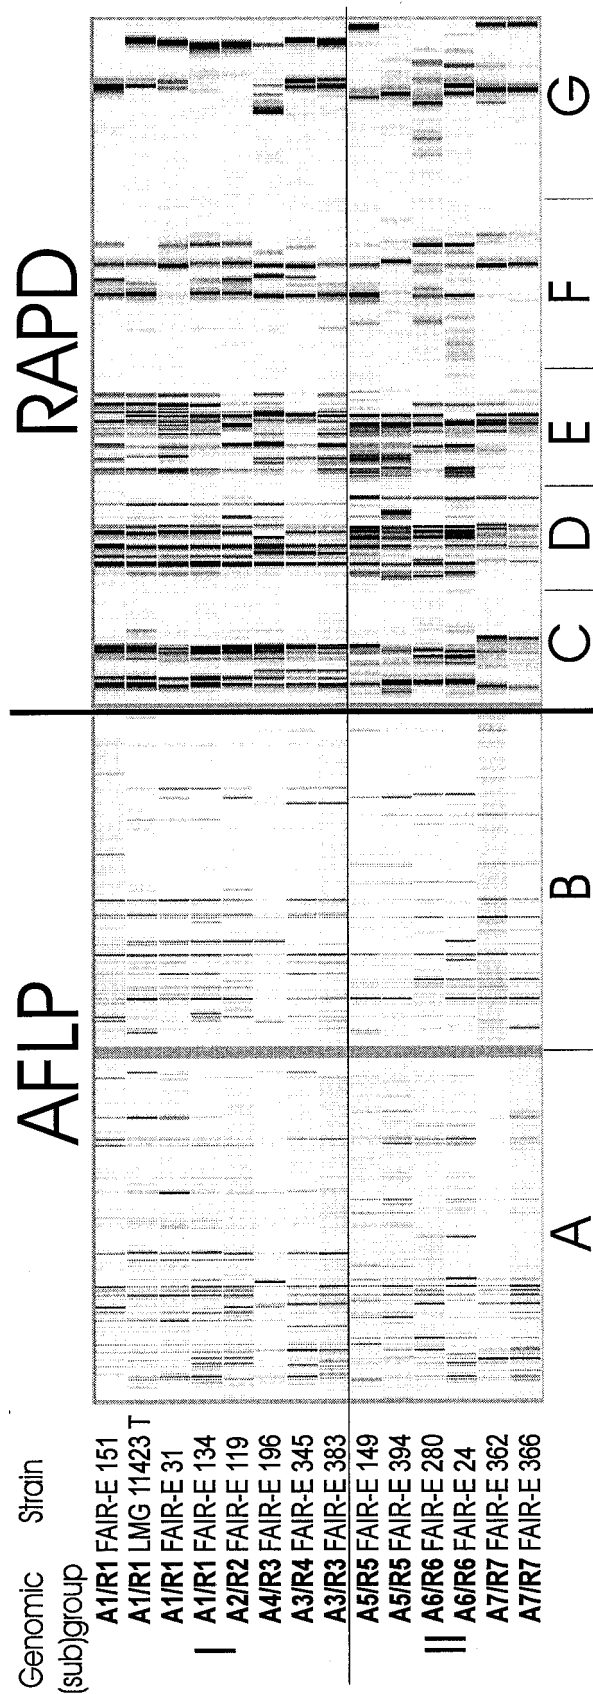 AFLP
RAPD
Genomic (sub)group
Strain
I
A1/R1 FAIR-E 151
A1/R1 LMG 11423 T
A1/R1 FAIR-E 31
A1/R1 FAIR-E 134
A2/R2 FAIR-E 119
A4/R3 FAIR-E 196
A3/R4 FAIR-E 345
A3/R3 FAIR-E 383
II
A5/R5 FAIR-E 149
A5/R5 FAIR-E 394
A6/R6 FAIR-E 280
A6/R6 FAIR-E 24
A7/R7 FAIR-E 362
A7/R7 FAIR-E 366
A
B
C
D
E
F
G